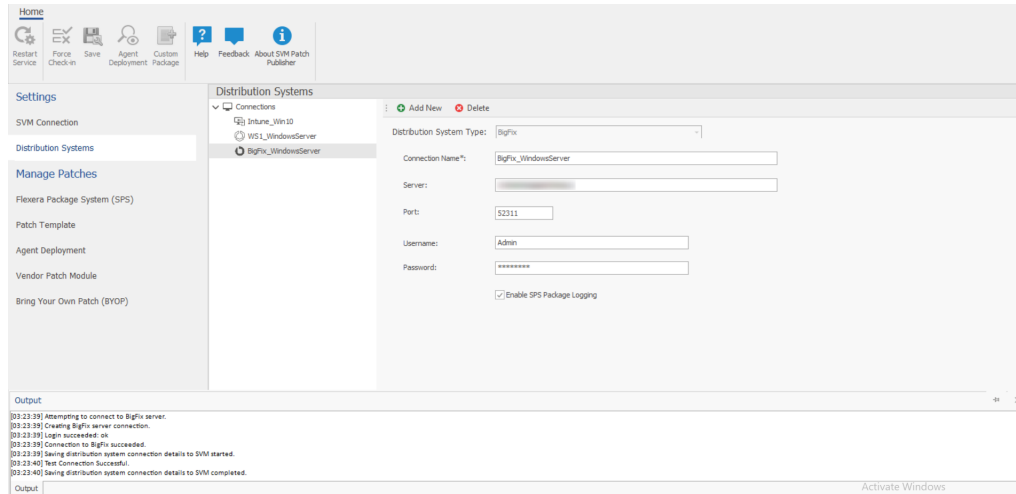 Home
Restart Service
Force Check-in
Save
Agent Deployment
Custom Package
Help
Feedback
About SVM Patch Publisher
Settings
SVM Connection
Distribution Systems
Manage Patches
Flexera Package System (SPS)
Patch Template
Agent Deployment
Vendor Patch Module
Bring Your Own Patch (BYOP)
Distribution Systems
Connections
Intune_Win10
WS1_WindowsServer
BigFix_WindowsServer
Add New
Delete
Distribution System Type: BigFix
Connection Name*: BigFix_WindowsServer
Server:
Port: 52311
Username: Admin
Password: ********
Enable SPS Package Logging
Output
[03:23:39] Attempting to connect to BigFix server.
[03:23:39] Creating BigFix server connection.
[03:23:39] Login succeeded: ok
[03:23:39] Connection to BigFix succeeded.
[03:23:39] Saving distribution system connection details to SVM started.
[03:23:40] Test Connection Successful.
[03:23:40] Saving distribution system connection details to SVM completed.
Output
Activate Windows